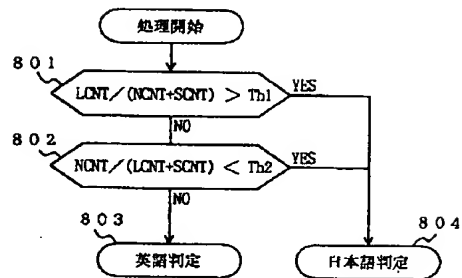 処理開始
801
LCNT/(NCNT+SCNT) > Th1
YES
NO
802
NCNT/(LCNT+SCNT) < Th2
YES
NO
803
英語判定
804
日本語判定